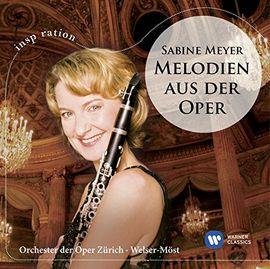 insp ration
SABINE MEYER
MELODIEN
AUS DER
OPER
Orchester der Oper Zürich · Welser-Möst
WARNER
CLASSICS